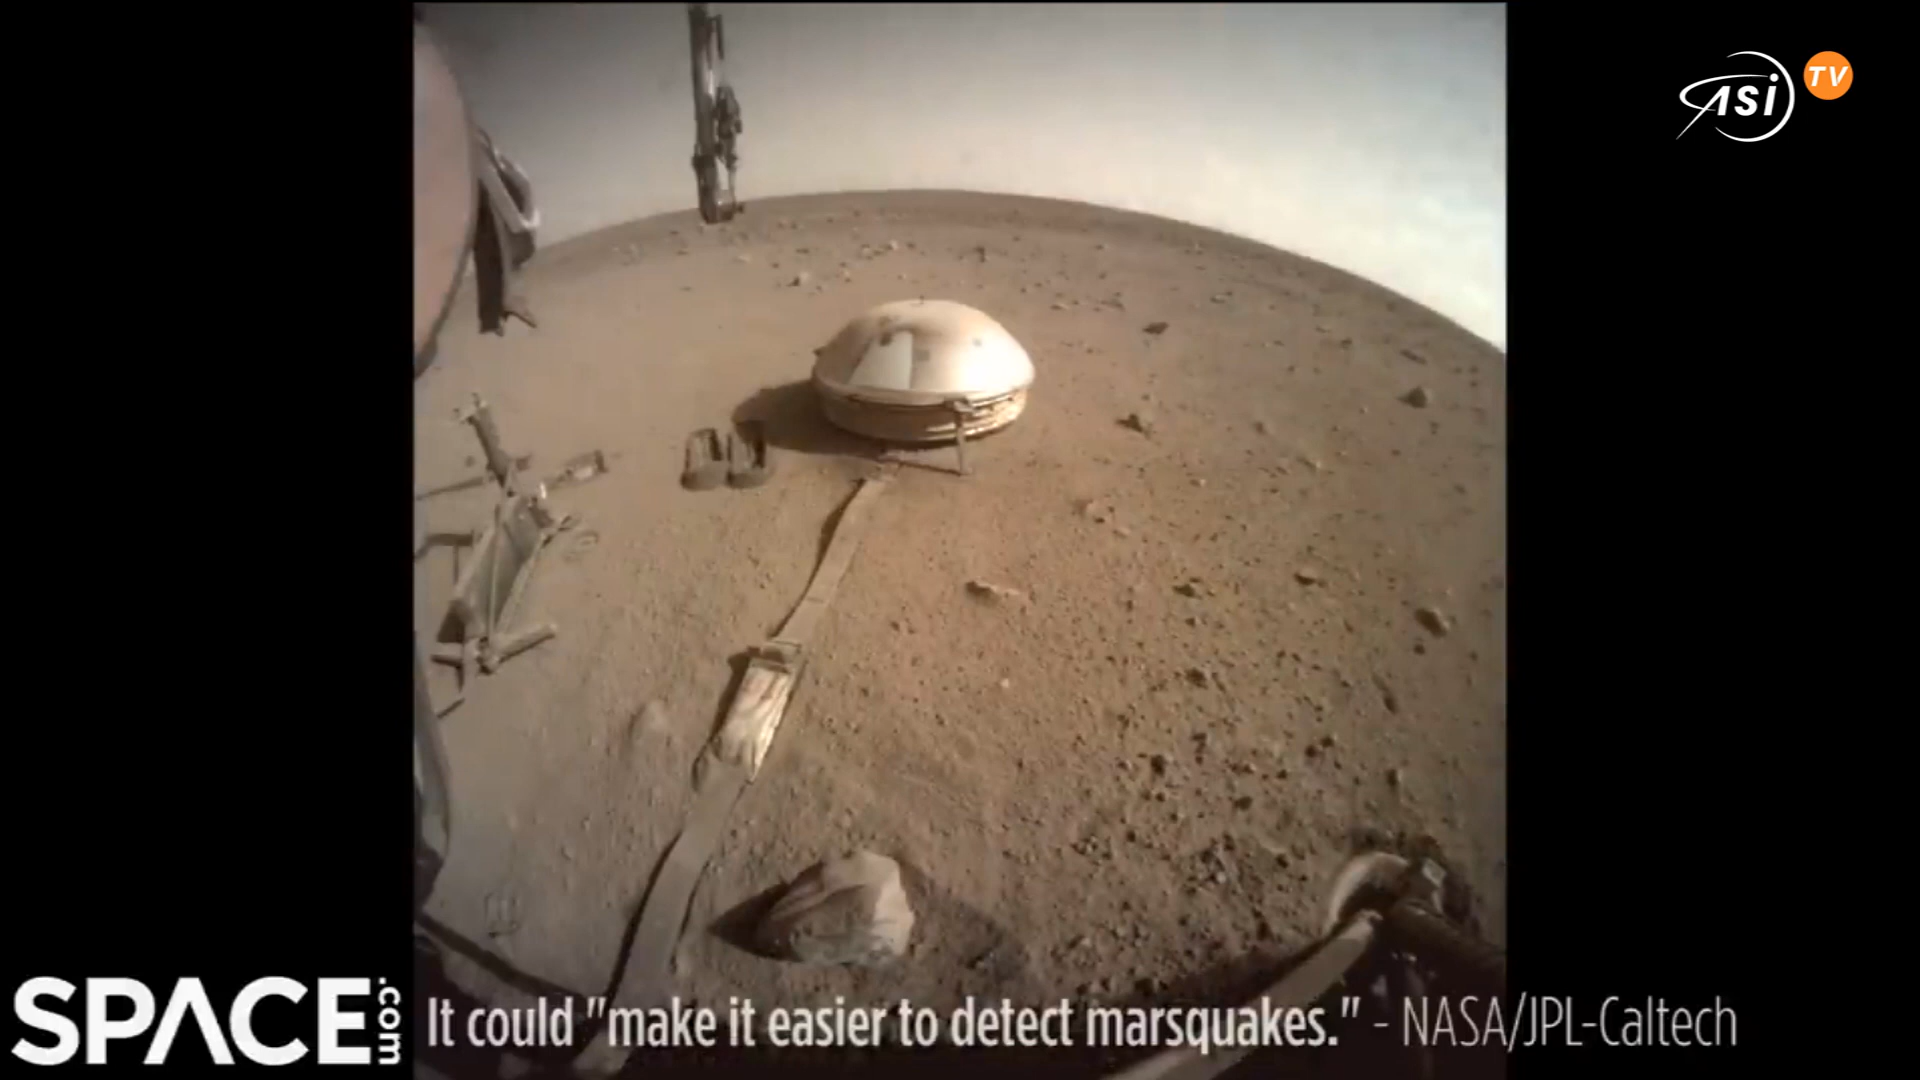 ASI TV
SPACE.com
It could "make it easier to detect marsquakes." - NASA/JPL-Caltech